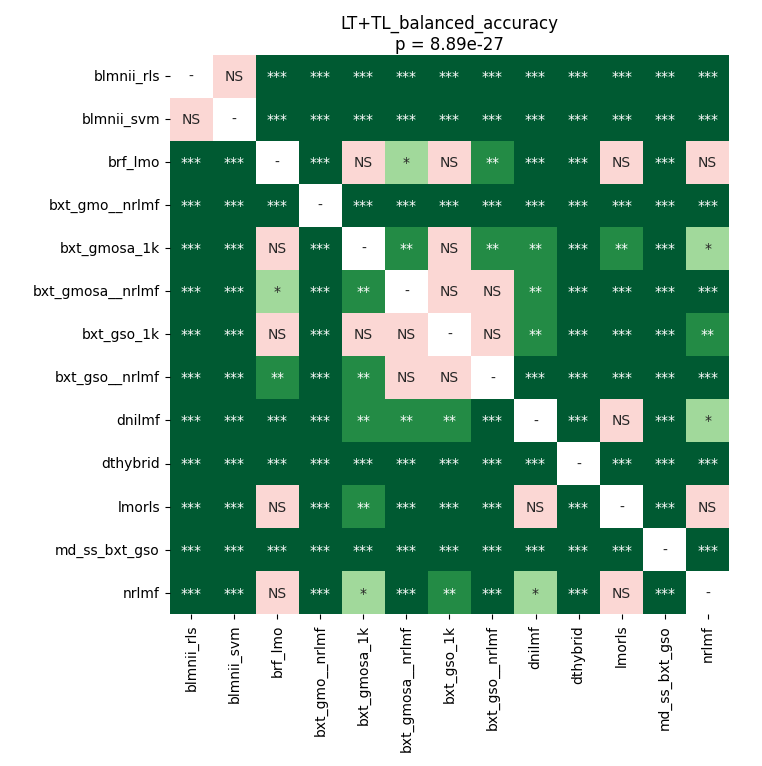 LT+TL_balanced_accuracy
p = 8.89e-27
blmnii_rls - NS *** *** *** *** *** *** *** *** *** *** ***
blmnii_svm NS - *** *** *** *** *** *** *** *** *** *** ***
brf_lmo *** *** - *** NS * NS ** *** *** NS *** NS
bxt_gmo__nrlmf *** *** *** - *** *** *** *** *** *** *** *** ***
bxt_gmosa_1k *** *** NS *** - ** NS ** ** *** ** *** *
bxt_gmosa__nrlmf *** *** * *** ** - NS NS ** *** *** *** ***
bxt_gso_1k *** *** NS *** NS NS - NS ** *** *** *** **
bxt_gso__nrlmf *** *** ** *** ** NS NS - *** *** *** *** ***
dnilmf *** *** *** *** ** ** ** *** - *** NS *** *
dthybrid *** *** *** *** *** *** *** *** *** - *** *** ***
lmorls *** *** NS *** ** *** *** *** NS *** - *** NS
md_ss_bxt_gso *** *** *** *** *** *** *** *** *** *** *** - ***
nrlmf *** *** NS *** * *** ** *** * *** NS *** -
blmnii_rls
blmnii_svm
brf_lmo
bxt_gmo__nrlmf
bxt_gmosa_1k
bxt_gmosa__nrlmf
bxt_gso_1k
bxt_gso__nrlmf
dnilmf
dthybrid
lmorls
md_ss_bxt_gso
nrlmf